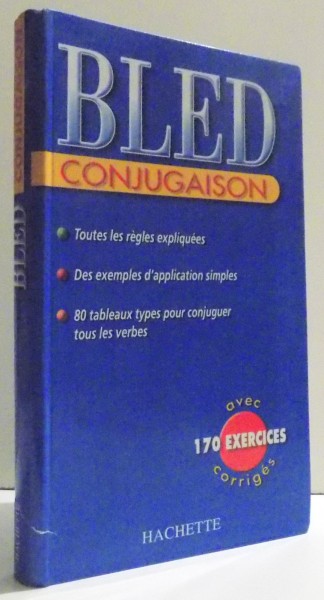 BLED
CONJUGAISON
Toutes les règles expliquées
Des exemples d'application simples
80 tableaux types pour conjuguer
tous les verbes
avec
170 EXERCICES
corrigés
HACHETTE
BLED CONJUGAISON